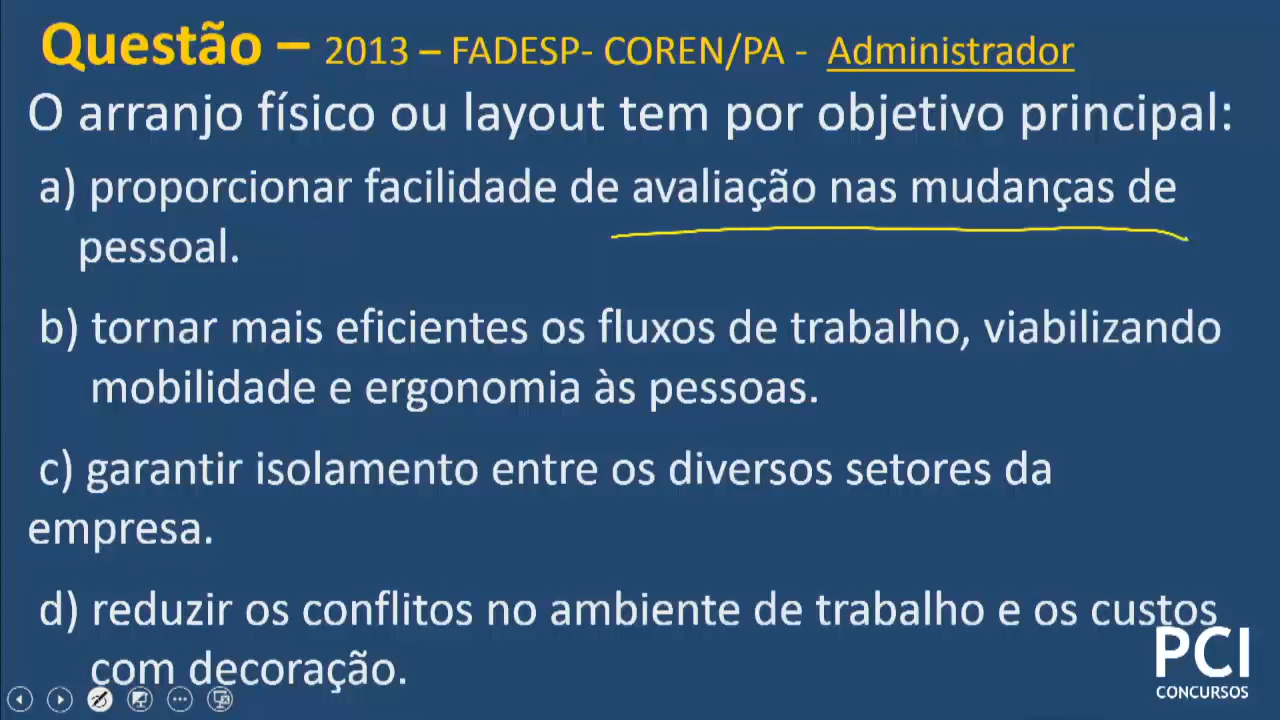 Questão – 2013 – FADESP- COREN/PA - Administrador
O arranjo físico ou layout tem por objetivo principal:
a) proporcionar facilidade de avaliação nas mudanças de
pessoal.
b) tornar mais eficientes os fluxos de trabalho, viabilizando
mobilidade e ergonomia às pessoas.
c) garantir isolamento entre os diversos setores da
empresa.
d) reduzir os conflitos no ambiente de trabalho e os custos
com decoração.
PCI
CONCURSOS